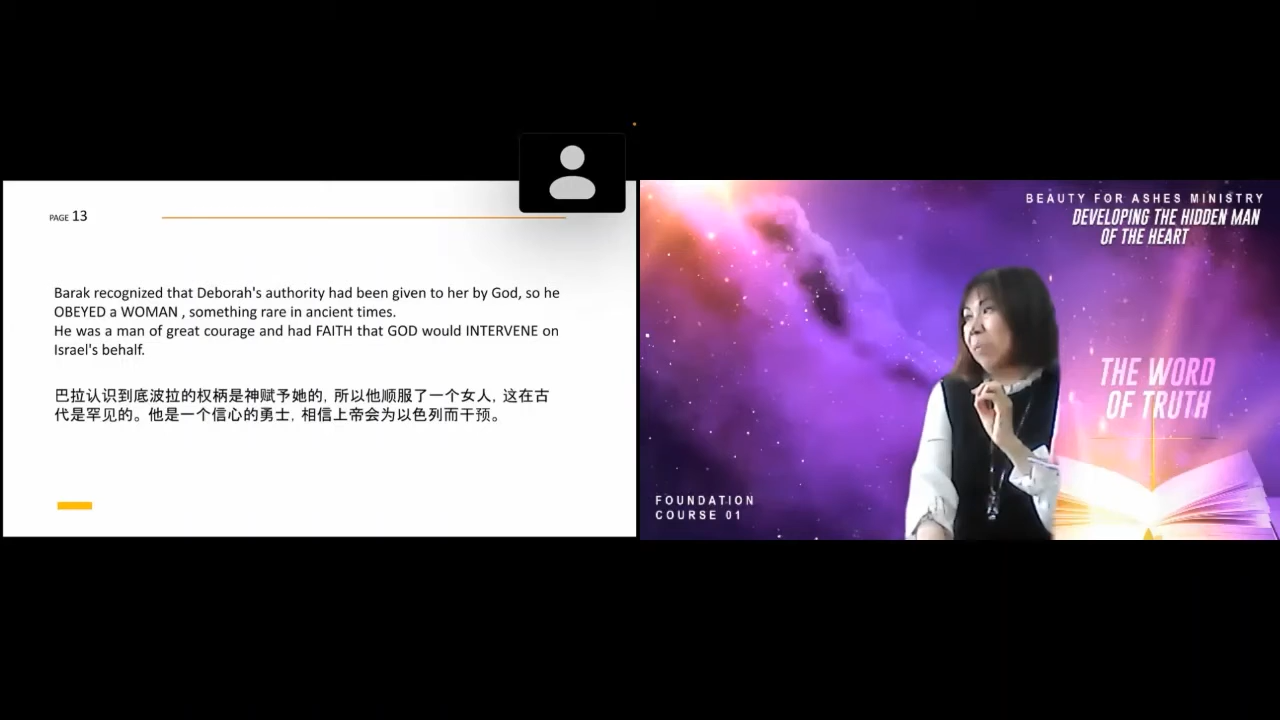 PAGE 13
Barak recognized that Deborah's authority had been given to her by God, so he
OBEYED a WOMAN , something rare in ancient times.
He was a man of great courage and had FAITH that GOD would INTERVENE on
Israel's behalf.
巴拉认识到底波拉的权柄是神赋予她的, 所以他顺服了一个女人, 这在古
代是罕见的。他是一个信心的勇士, 相信上帝会为以色列而干预。
BEAUTY FOR ASHES MINISTRY
DEVELOPING THE HIDDEN MAN
OF THE HEART
THE WORD
OF TRUTH
FOUNDATION
COURSE 01